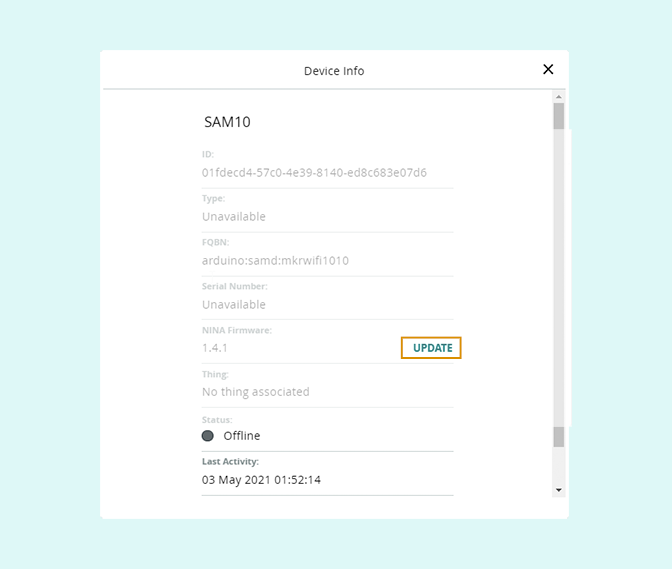 Device Info
SAM10
ID:
01fdecd4-57c0-4e39-8140-ed8c683e07d6
Type:
Unavailable
FQBN:
arduino:samd:mkrwifi1010
Serial Number:
Unavailable
NINA Firmware:
1.4.1 UPDATE
Thing:
No thing associated
Status:
Offline
Last Activity:
03 May 2021 01:52:14